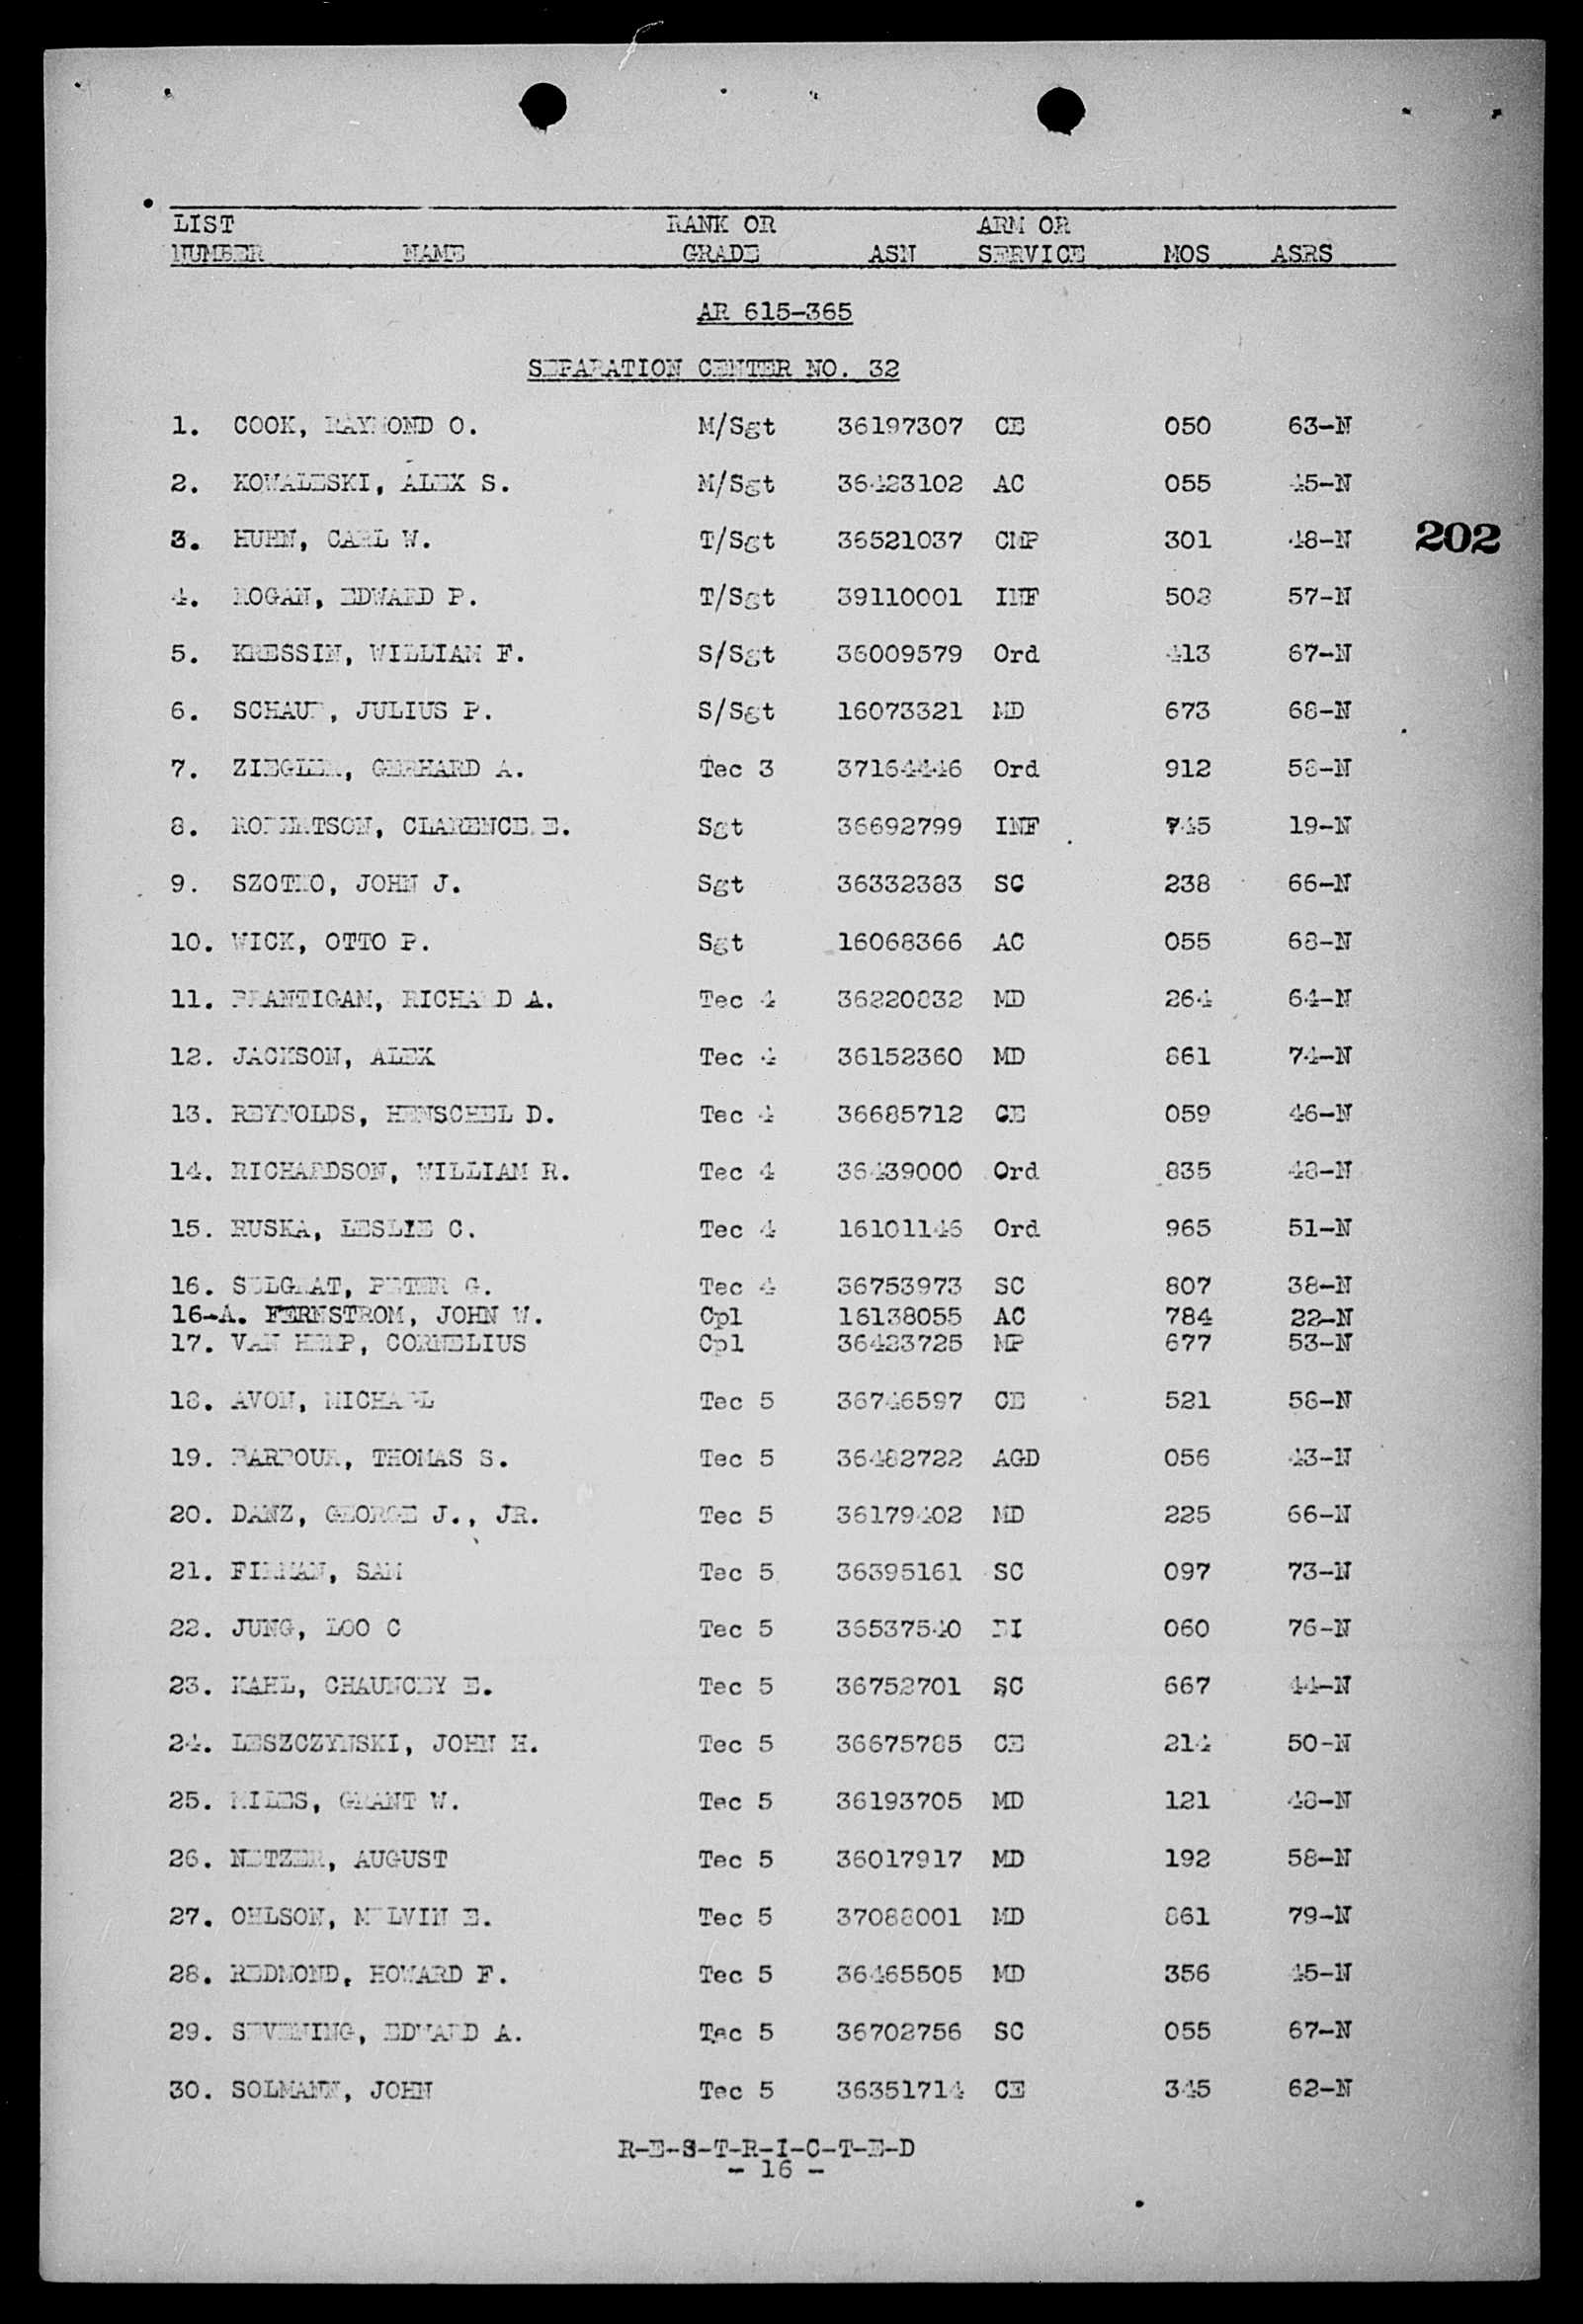 LIST RANK OR ARM OR
NUMBER NAME GRADE ASN SERVICE MOS ASRS
AR 615-365
SEPARATION CENTER NO. 32
1. COOK, RAYMOND O. M/Sgt 36197307 CE 050 63-N
2. KOWALESKI, ALEX S. M/Sgt 36423102 AC 055 45-N
3. HUHN, CARL W. T/Sgt 36521037 CMP 301 48-N
202
4. EDWARD P. T/Sgt 39110001 INF 502 57-N
5. KRESSIN, WILLIAM F. S/Sgt 36009579 Ord 413 67-N
6. JULIUS P. S/Sgt 16073321 MD 673 68-N
7. ZIEGLER, GERHARD A. Tec 3 37164446 Ord 912 58-N
8. ROBERTSON, CLARENCE E. Sgt 36692799 INF 745 19-N
9. JOHN J. Sgt 36332383 SC 238 66-N
10. WICK, OTTO P. Sgt 16068366 AC 055 68-N
11. BRANTIGAN, RICHARD A. Tec 4 36220832 MD 264 64-N
12. JACKSON, ALEX Tec 4 36152360 MD 861 74-N
13. REYNOLDS, HENSCHEL D. Tec 4 36685712 CE 059 46-N
14. RICHARDSON, WILLIAM R. Tec 4 36439000 Ord 835 48-N
15. RUSKA, LESLIE C. Tec 4 16101146 Ord 965 51-N
16. PETER G. Tec 4 36753973 SC 807 38-N
16-A. FERNSTROM, JOHN W. Cpl 16138055 AC 784 22-N
17. VAN CORNELIUS Cpl 36423725 MP 677 53-N
18. AVON, MICHAEL Tec 5 36746597 CE 521 58-N
19. BARBOUR, THOMAS S. Tec 5 36482722 AGD 056 43-N
20. DANZ, GEORGE J., JR. Tec 5 36179402 MD 225 66-N
21. SAM Tec 5 36395161 SC 097 73-N
22. JUNG, LOO C Tec 5 36537540 060 76-N
23. KAHL, CHAUNCEY E. Tec 5 36752701 SC 667 44-N
24. LESZCZYNSKI, JOHN H. Tec 5 36675785 CE 214 50-N
25. MILES, GRANT W. Tec 5 36193705 MD 121 48-N
26. NETZER, AUGUST Tec 5 36017917 MD 192 58-N
27. OHLSON, MELVIN E. Tec 5 37088001 MD 861 79-N
28. REDMOND, HOWARD F. Tec 5 36465505 MD 356 45-N
29. SEVENING, EDWARD A. Tec 5 36702756 SC 055 67-N
30. SOLMANN, JOHN Tec 5 36351714 CE 345 62-N
R-E-S-T-R-I-C-T-E-D
- 16 -